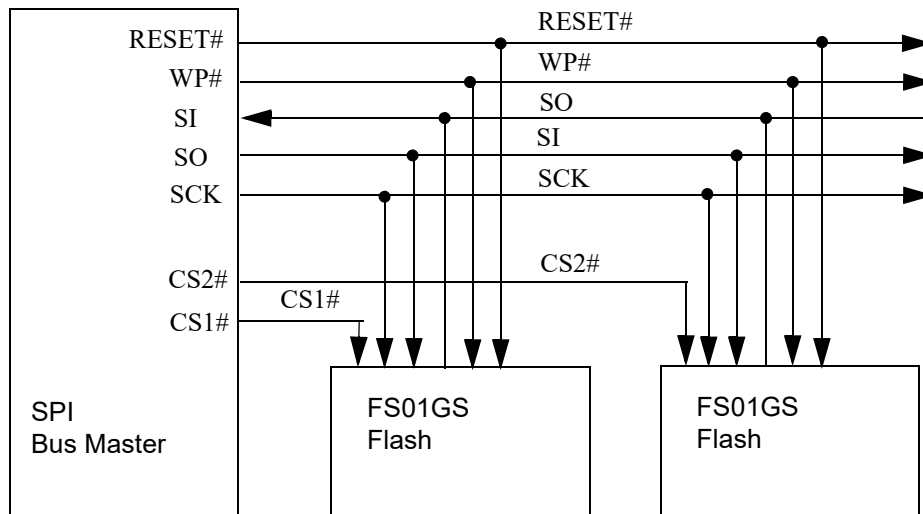 RESET#
RESET#
WP#
WP#
SI
SO
SO
SI
SCK
SCK
CS2#
CS2#
CS1#
CS1#
SPI
Bus Master
FS01GS
Flash
FS01GS
Flash